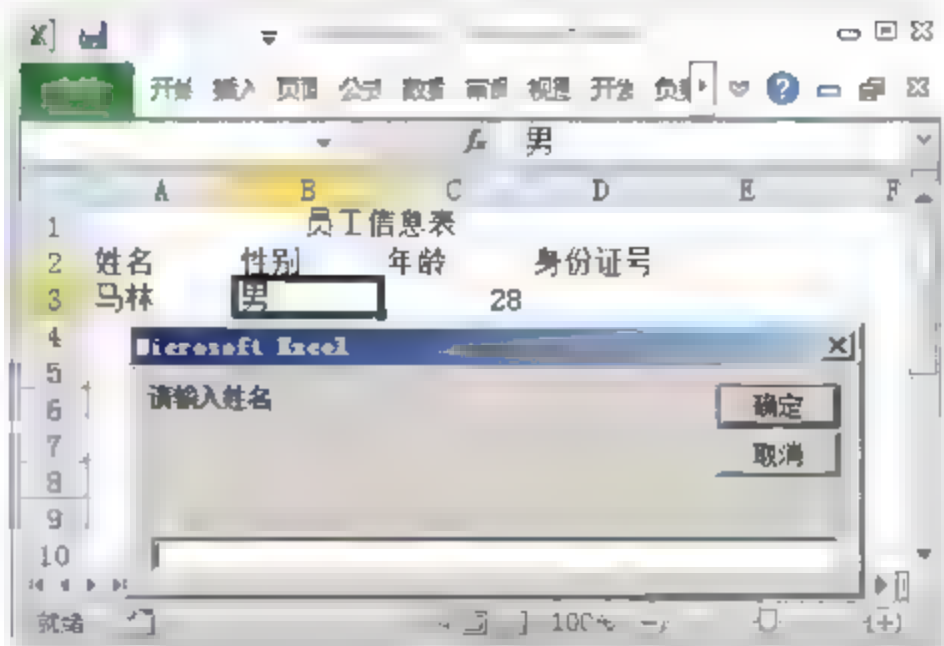 开始 插入 页面 公式 数据 审阅 视图 开发 负载
fx 男
A B C D E F
1 员工信息表
2 姓名 性别 年龄 身份证号
3 马林 男 28
4 Microsoft Excel
5
请输入姓名 确定
6
7 取消
8
9
10
就绪 100%